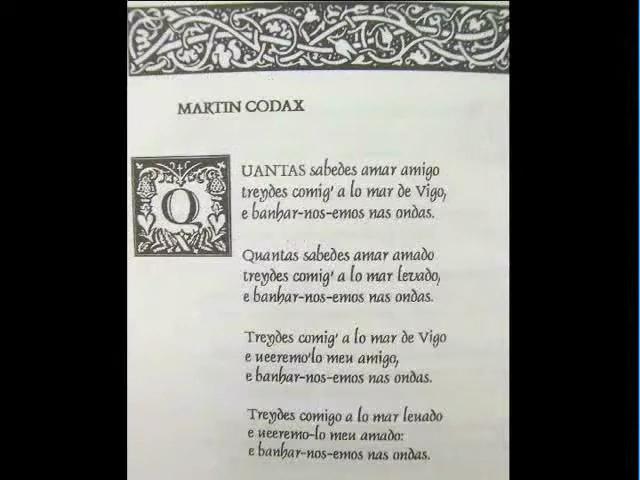 MARTIN CODAX
QUANTAS sabedes amar amigo
treydes comig' a lo mar de Vigo,
e banhar-nos-emos nas ondas.
Quantas sabedes amar amado
treydes comig' a lo mar levado,
e banhar-nos-emos nas ondas.
Treydes comig' a lo mar de Vigo
e ueeremo'lo meu amigo,
e banhar-nos-emos nas ondas.
Treydes comigo a lo mar leuado
e ueeremo-lo meu amado:
e banhar-nos-emos nas ondas.